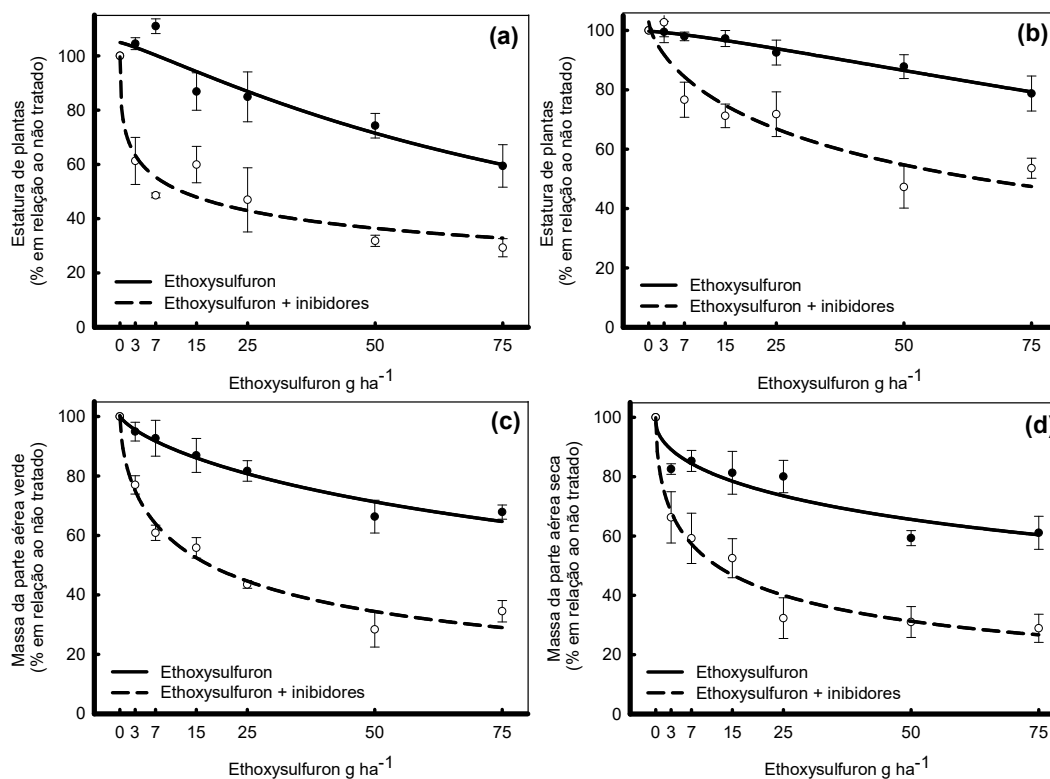 (a)
Estatura de plantas
(% em relação ao não tratado)
100
80
60
40
20
0
Ethoxysulfuron
Ethoxysulfuron + inibidores
0 3 7 15 25 50 75
Ethoxysulfuron g ha⁻¹
(b)
Estatura de plantas
(% em relação ao não tratado)
100
80
60
40
20
0
Ethoxysulfuron
Ethoxysulfuron + inibidores
0 3 7 15 25 50 75
Ethoxysulfuron g ha⁻¹
(c)
Massa da parte aérea verde
(% em relação ao não tratado)
100
80
60
40
20
0
Ethoxysulfuron
Ethoxysulfuron + inibidores
0 3 7 15 25 50 75
Ethoxysulfuron g ha⁻¹
(d)
Massa da parte aérea seca
(% em relação ao não tratado)
100
80
60
40
20
0
Ethoxysulfuron
Ethoxysulfuron + inibidores
0 3 7 15 25 50 75
Ethoxysulfuron g ha⁻¹